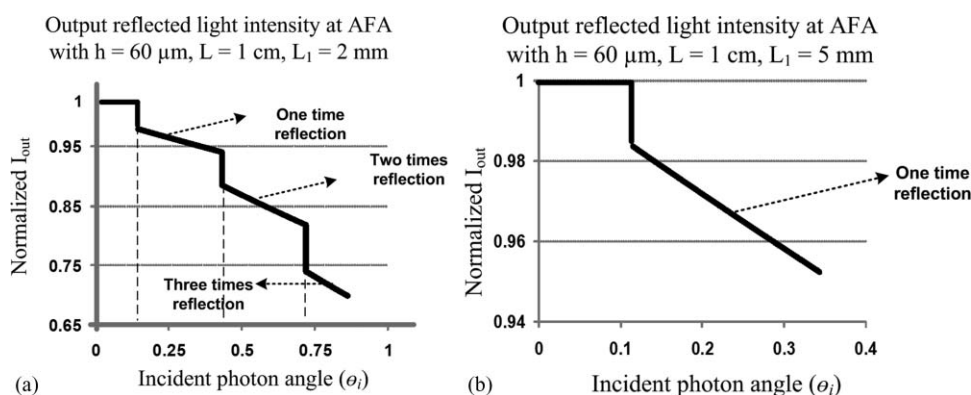 Output reflected light intensity at AFA
with h = 60 µm, L = 1 cm, L₁ = 2 mm
1
0.95
0.85
0.75
0.65
Normalized I_out
One time
reflection
Two times
reflection
Three times
reflection
0
0.25
0.5
0.75
1
(a)
Incident photon angle (ɵᵢ)
Output reflected light intensity at AFA
with h = 60 µm, L = 1 cm, L₁ = 5 mm
1
0.98
0.96
0.94
Normalized I_out
One time
reflection
0
0.1
0.2
0.3
0.4
(b)
Incident photon angle (ɵᵢ)